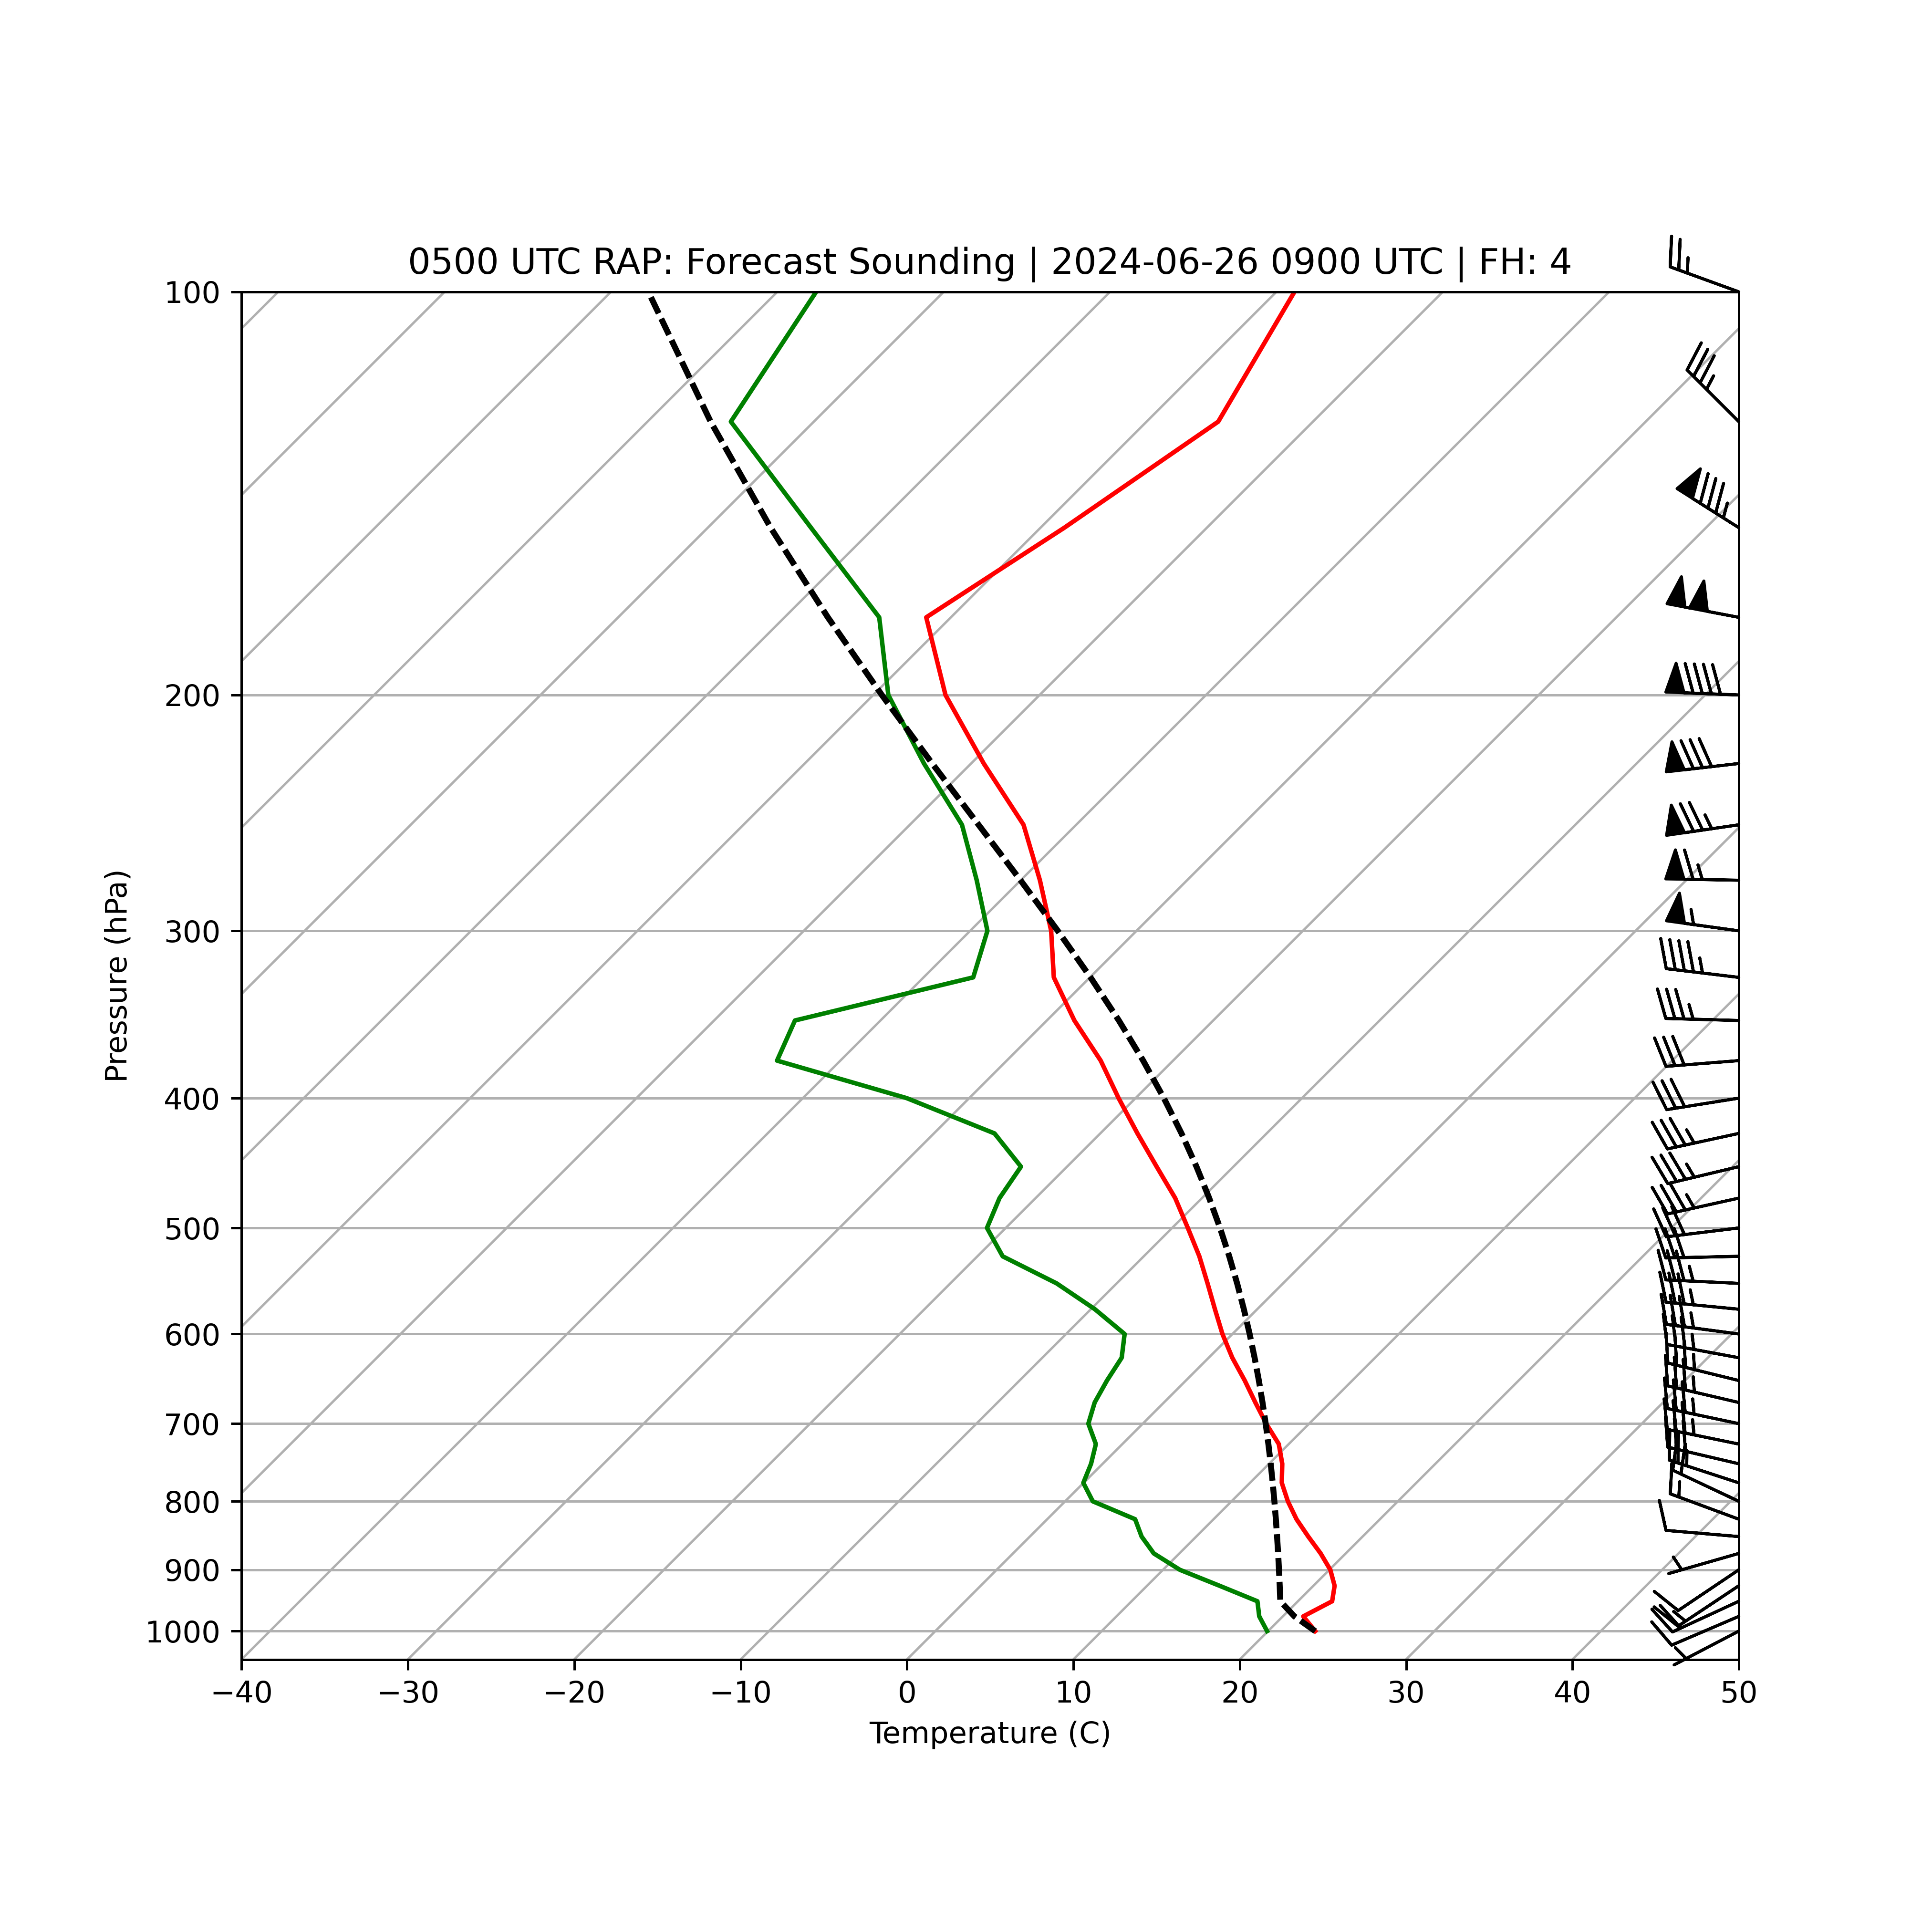 0500 UTC RAP: Forecast Sounding | 2024-06-26 0900 UTC | FH: 4
100
200
300
400
500
600
700
800
900
1000
Pressure (hPa)
−40 −30 −20 −10 0 10 20 30 40 50
Temperature (C)